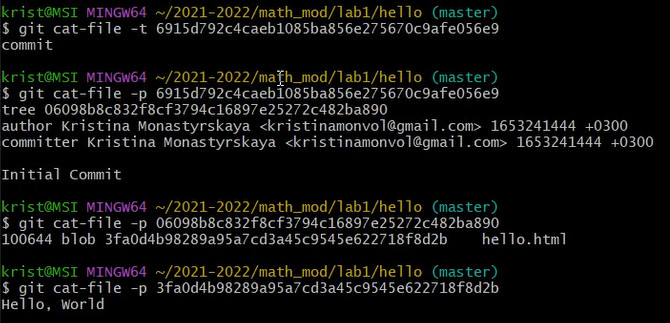 krist@MSI MINGW64 ~/2021-2022/math_mod/lab1/hello (master)
$ git cat-file -t 6915d792c4caeb1085ba856e275670c9afe056e9
commit
krist@MSI MINGW64 ~/2021-2022/math_mod/lab1/hello (master)
$ git cat-file -p 6915d792c4caeb1085ba856e275670c9afe056e9
tree 06098b8c832f8cf3794c16897e25272c482ba890
author Kristina Monastyrskaya <kristinamonvol@gmail.com> 1653241444 +0300
committer Kristina Monastyrskaya <kristinamonvol@gmail.com> 1653241444 +0300
Initial Commit
krist@MSI MINGW64 ~/2021-2022/math_mod/lab1/hello (master)
$ git cat-file -p 06098b8c832f8cf3794c16897e25272c482ba890
100644 blob 3fa0d4b98289a95a7cd3a45c9545e622718f8d2b    hello.html
krist@MSI MINGW64 ~/2021-2022/math_mod/lab1/hello (master)
$ git cat-file -p 3fa0d4b98289a95a7cd3a45c9545e622718f8d2b
Hello, World